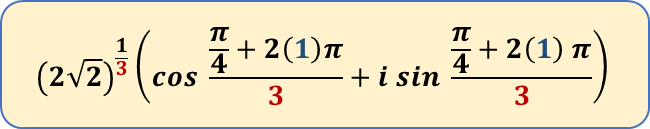 (2√2)^(1/3) (cos (π/4 + 2(1)π)/3 + i sin (π/4 + 2(1) π)/3)